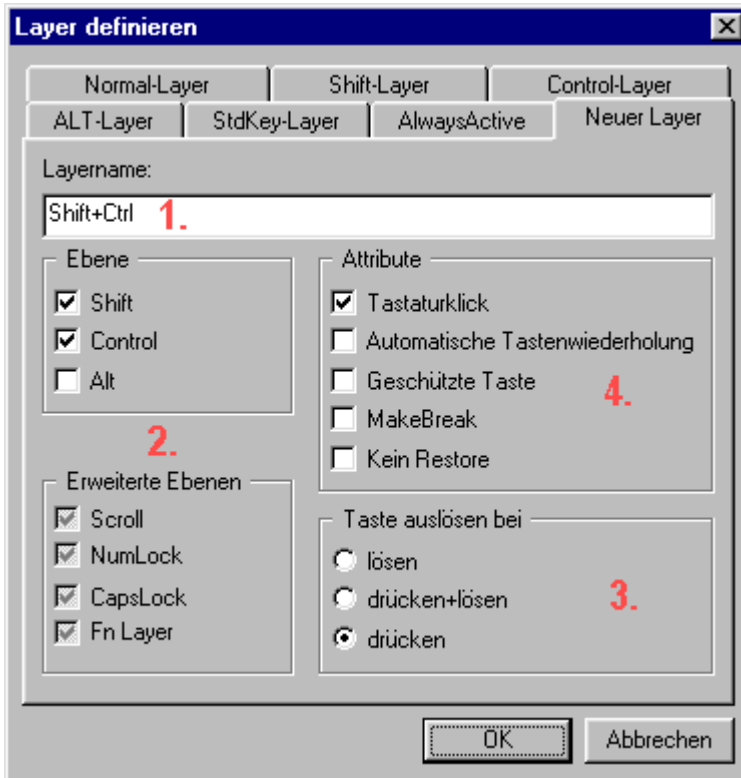 Layer definieren
Normal-Layer Shift-Layer Control-Layer
ALT-Layer StdKey-Layer AlwaysActive Neuer Layer
Layername:
Shift+Ctrl 1.
Ebene
Shift
Control
Alt
2.
Erweiterte Ebenen
Scroll
NumLock
CapsLock
Fn Layer
Attribute
Tastaturklick
Automatische Tastenwiederholung
Geschützte Taste
4.
MakeBreak
Kein Restore
Taste auslösen bei
lösen
drücken+lösen
3.
drücken
OK Abbrechen